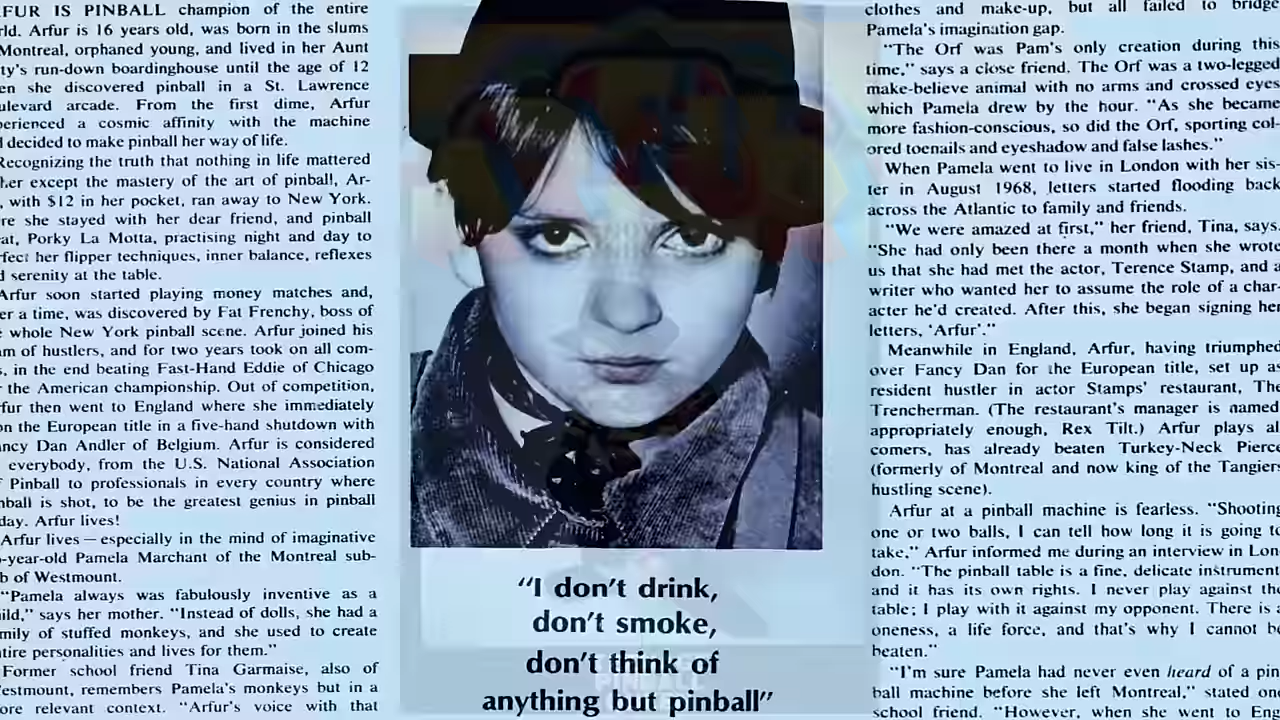 RFUR IS PINBALL champion of the entire
rld. Arfur is 16 years old, was born in the slums
Montreal, orphaned young, and lived in her Aunt
ty's run-down boardinghouse until the age of 12
en she discovered pinball in a St. Lawrence
ulevard arcade. From the first dime, Arfur
perienced a cosmic affinity with the machine
d decided to make pinball her way of life.
Recognizing the truth that nothing in life mattered
her except the mastery of the art of pinball, Ar-
, with $12 in her pocket, ran away to New York.
re she stayed with her dear friend, and pinball
at, Porky La Motta, practising night and day to
rfect her flipper techniques, inner balance, reflexes
d serenity at the table.
Arfur soon started playing money matches and,
er a time, was discovered by Fat Frenchy, boss of
e whole New York pinball scene. Arfur joined his
am of hustlers, and for two years took on all com-
s, in the end beating Fast-Hand Eddie of Chicago
r the American championship. Out of competition,
fur then went to England where she immediately
on the European title in a five-hand shutdown with
ancy Dan Andler of Belgium. Arfur is considered
everybody, from the U.S. National Association
f Pinball to professionals in every country where
nball is shot, to be the greatest genius in pinball
day. Arfur lives!
Arfur lives — especially in the mind of imaginative
-year-old Pamela Marchant of the Montreal sub-
b of Westmount.
"Pamela always was fabulously inventive as a
ild," says her mother. "Instead of dolls, she had a
mily of stuffed monkeys, and she used to create
tire personalities and lives for them."
Former school friend Tina Garmaise, also of
estmount, remembers Pamela's monkeys but in a
ore relevant context. "Arfur's voice with that
"I don't drink,
don't smoke,
don't think of
anything but pinball"
clothes and make-up, but all failed to bridge
Pamela's imagination gap.
"The Orf was Pam's only creation during this
time," says a close friend. The Orf was a two-legged
make-believe animal with no arms and crossed eyes
which Pamela drew by the hour. "As she became
more fashion-conscious, so did the Orf, sporting col-
ored toenails and eyeshadow and false lashes."
When Pamela went to live in London with her sis-
ter in August 1968, letters started flooding back
across the Atlantic to family and friends.
"We were amazed at first," her friend, Tina, says.
"She had only been there a month when she wrote
us that she had met the actor, Terence Stamp, and a
writer who wanted her to assume the role of a char-
acter he'd created. After this, she began signing her
letters, 'Arfur'."
Meanwhile in England, Arfur, having triumphed
over Fancy Dan for the European title, set up as
resident hustler in actor Stamps' restaurant, The
Trencherman. (The restaurant's manager is named,
appropriately enough, Rex Tilt.) Arfur plays al
comers, has already beaten Turkey-Neck Pierce
(formerly of Montreal and now king of the Tangiers
hustling scene).
Arfur at a pinball machine is fearless. "Shooting
one or two balls, I can tell how long it is going to
take," Arfur informed me during an interview in Lon-
don. "The pinball table is a fine, delicate instrument
and it has its own rights. I never play against the
table; I play with it against my opponent. There is a
oneness, a life force, and that's why I cannot be
beaten."
"I'm sure Pamela had never even heard of a pin-
ball machine before she left Montreal," stated one
school friend. "However, when she went to Eng